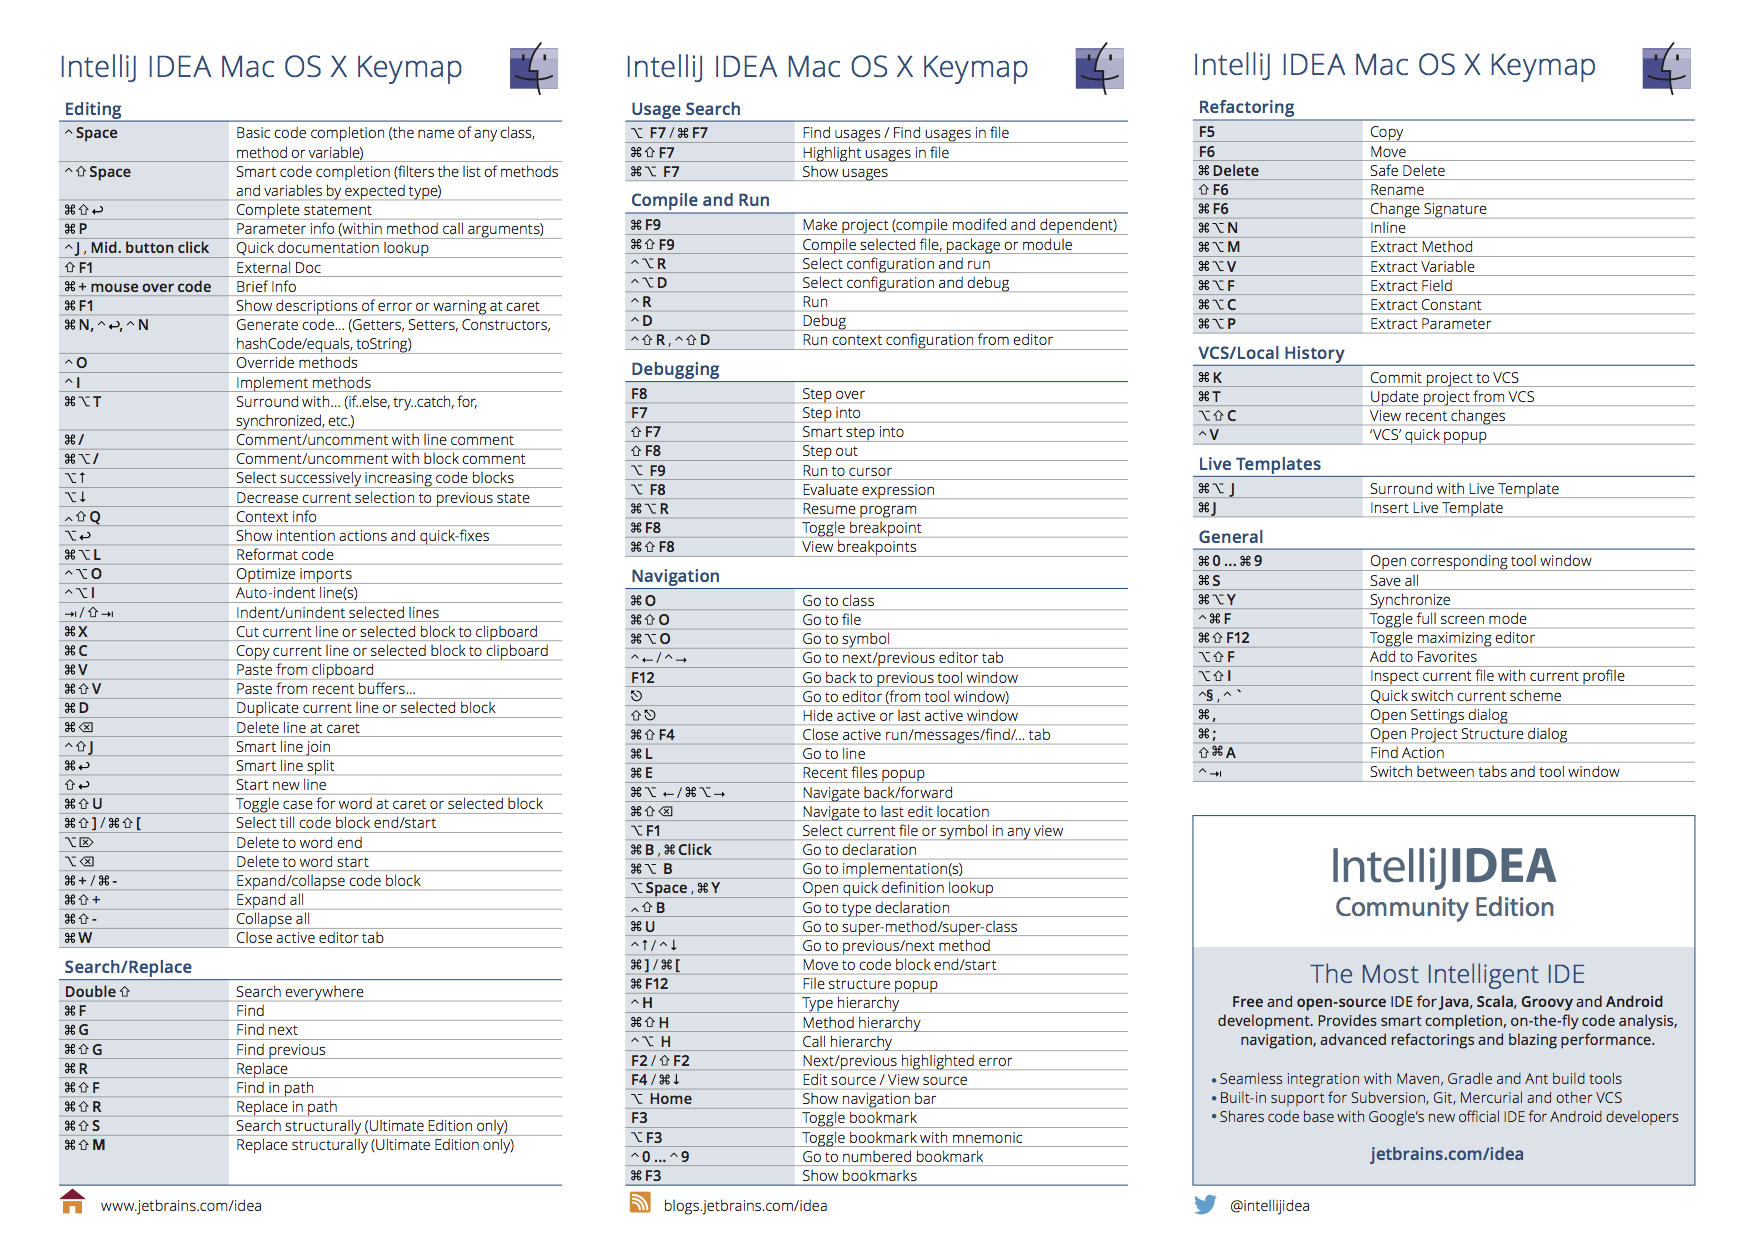 IntelliJ IDEA Mac OS X Keymap
Editing
^ Space Basic code completion (the name of any class,
method or variable)
^ ⇧ Space Smart code completion (filters the list of methods
and variables by expected type)
⌘ ⇧ ↩ Complete statement
⌘ P Parameter info (within method call arguments)
^ J , Mid. button click Quick documentation lookup
⇧ F1 External Doc
⌘ + mouse over code Brief Info
⌘ F1 Show descriptions of error or warning at caret
⌘ N, ^ ↩, ^ N Generate code... (Getters, Setters, Constructors,
hashCode/equals, toString)
^ O Override methods
^ I Implement methods
⌘ ⌥ T Surround with... (if..else, try..catch, for,
synchronized, etc.)
⌘ / Comment/uncomment with line comment
⌘ ⌥ / Comment/uncomment with block comment
⌥ ↑ Select successively increasing code blocks
⌥ ↓ Decrease current selection to previous state
^ ⇧ Q Context info
⌥ ↩ Show intention actions and quick-fixes
⌘ ⌥ L Reformat code
^ ⌥ O Optimize imports
^ ⌥ I Auto-indent line(s)
⇥ / ⇧ ⇥ Indent/unindent selected lines
⌘ X Cut current line or selected block to clipboard
⌘ C Copy current line or selected block to clipboard
⌘ V Paste from clipboard
⌘ ⇧ V Paste from recent buffers...
⌘ D Duplicate current line or selected block
⌘ ⌫ Delete line at caret
^ ⇧ J Smart line join
⌘ ↩ Smart line split
⇧ ↩ Start new line
⌘ ⇧ U Toggle case for word at caret or selected block
⌘ ⇧ ] / ⌘ ⇧ [ Select till code block end/start
⌥ ⌦ Delete to word end
⌥ ⌫ Delete to word start
⌘ + / ⌘ - Expand/collapse code block
⌘ ⇧ + Expand all
⌘ ⇧ - Collapse all
⌘ W Close active editor tab
Search/Replace
Double ⇧ Search everywhere
⌘ F Find
⌘ G Find next
⌘ ⇧ G Find previous
⌘ R Replace
⌘ ⇧ F Find in path
⌘ ⇧ R Replace in path
⌘ ⇧ S Search structurally (Ultimate Edition only)
⌘ ⇧ M Replace structurally (Ultimate Edition only)
www.jetbrains.com/idea
IntelliJ IDEA Mac OS X Keymap
Usage Search
⌥ F7 / ⌘ F7 Find usages / Find usages in file
⌘ ⇧ F7 Highlight usages in file
⌘ ⌥ F7 Show usages
Compile and Run
⌘ F9 Make project (compile modifed and dependent)
⌘ ⇧ F9 Compile selected file, package or module
^ ⌥ R Select configuration and run
^ ⌥ D Select configuration and debug
^ R Run
^ D Debug
^ ⇧ R , ^ ⇧ D Run context configuration from editor
Debugging
F8 Step over
F7 Step into
⇧ F7 Smart step into
⇧ F8 Step out
⌥ F9 Run to cursor
⌥ F8 Evaluate expression
⌘ ⌥ R Resume program
⌘ F8 Toggle breakpoint
⌘ ⇧ F8 View breakpoints
Navigation
⌘ O Go to class
⌘ ⇧ O Go to file
⌘ ⌥ O Go to symbol
^ ← / ^ → Go to next/previous editor tab
F12 Go back to previous tool window
⎋ Go to editor (from tool window)
⇧ ⎋ Hide active or last active window
⌘ ⇧ F4 Close active run/messages/find/... tab
⌘ L Go to line
⌘ E Recent files popup
⌘ ⌥ ← / ⌘ ⌥ → Navigate back/forward
⌘ ⇧ ⌫ Navigate to last edit location
⌥ F1 Select current file or symbol in any view
⌘ B , ⌘ Click Go to declaration
⌘ ⌥ B Go to implementation(s)
⌥ Space , ⌘ Y Open quick definition lookup
^ ⇧ B Go to type declaration
⌘ U Go to super-method/super-class
^ ↑ / ^ ↓ Go to previous/next method
⌘ ] / ⌘ [ Move to code block end/start
⌘ F12 File structure popup
^ H Type hierarchy
⌘ ⇧ H Method hierarchy
^ ⌥ H Call hierarchy
F2 / ⇧ F2 Next/previous highlighted error
F4 / ⌘ ↓ Edit source / View source
⌥ Home Show navigation bar
F3 Toggle bookmark
⌥ F3 Toggle bookmark with mnemonic
^ 0 ... ^ 9 Go to numbered bookmark
⌘ F3 Show bookmarks
blogs.jetbrains.com/idea
IntelliJ IDEA Mac OS X Keymap
Refactoring
F5 Copy
F6 Move
⌘ Delete Safe Delete
⇧ F6 Rename
⌘ F6 Change Signature
⌘ ⌥ N Inline
⌘ ⌥ M Extract Method
⌘ ⌥ V Extract Variable
⌘ ⌥ F Extract Field
⌘ ⌥ C Extract Constant
⌘ ⌥ P Extract Parameter
VCS/Local History
⌘ K Commit project to VCS
⌘ T Update project from VCS
⌥ ⇧ C View recent changes
^ V ‘VCS’ quick popup
Live Templates
⌘ ⌥ J Surround with Live Template
⌘ J Insert Live Template
General
⌘ 0 ... ⌘ 9 Open corresponding tool window
⌘ S Save all
⌘ ⌥ Y Synchronize
^ ⌘ F Toggle full screen mode
⌘ ⇧ F12 Toggle maximizing editor
⌥ ⇧ F Add to Favorites
⌥ ⇧ I Inspect current file with current profile
^§ , ^ ` Quick switch current scheme
⌘ , Open Settings dialog
⌘ ; Open Project Structure dialog
⇧ ⌘ A Find Action
^ ⇥ Switch between tabs and tool window
IntelliJIDEA
Community Edition
The Most Intelligent IDE
Free and open-source IDE for Java, Scala, Groovy and Android
development. Provides smart completion, on-the-fly code analysis,
navigation, advanced refactorings and blazing performance.
• Seamless integration with Maven, Gradle and Ant build tools
• Built-in support for Subversion, Git, Mercurial and other VCS
• Shares code base with Google’s new official IDE for Android developers
jetbrains.com/idea
@intellijidea